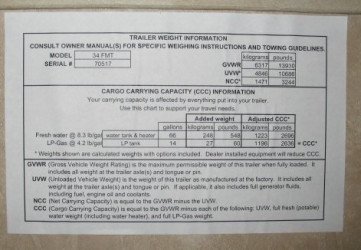 TRAILER WEIGHT INFORMATION
CONSULT OWNER MANUAL(S) FOR SPECIFIC WEIGHING INSTRUCTIONS AND TOWING GUIDELINES.
MODEL 34 FMT kilograms pounds
SERIAL # 70517 GVWR 6317 13930
UVW* 4846 10686
NCC* 1471 3244
CARGO CARRYING CAPACITY (CCC) INFORMATION
Your carrying capacity is affected by everything put into your trailer.
Use this chart to support your travel needs.
Added weight Adjusted CCC*
gallons kilograms pounds kilograms pounds
Fresh water @ 8.3 lb/gal water tank & heater 66 248 548 1223 2696
LP-Gas @ 4.2 lb/gal LP tank 14 27 60 1196 2636 = CCC*
* Weights shown are calculated weights with options included. Dealer installed equipment will reduce CCC.
GVWR (Gross Vehicle Weight Rating) is the maximum permissible weight of this trailer when fully loaded. It
includes all weight at the trailer axle(s) and tongue or pin.
UVW (Unloaded Vehicle Weight) is the weight of this trailer as manufactured at the factory. It includes all
weight at the trailer axle(s) and tongue or pin. If applicable, it also includes full generator fluids,
including fuel, engine oil and coolants.
NCC (Net Carrying Capacity) is equal to the GVWR minus the UVW.
CCC (Cargo Carrying Capacity) is equal to the GVWR minus each of the following: UVW, full fresh (potable)
water weight (including water heater), and full LP-Gas weight.